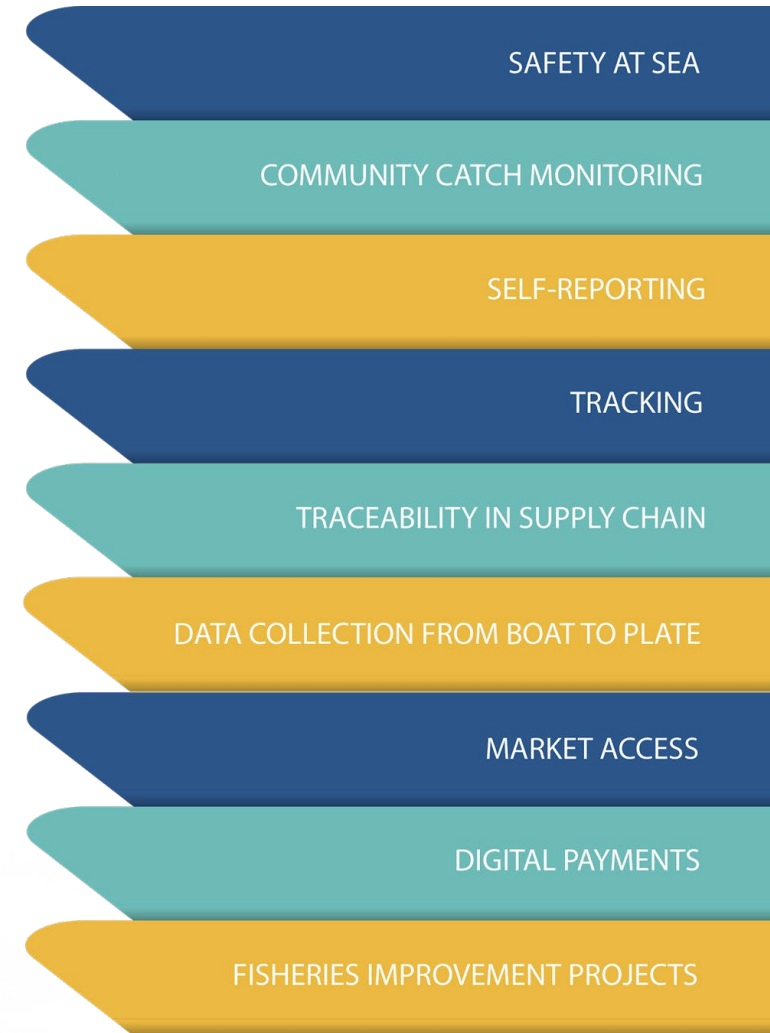 SAFETY AT SEA
COMMUNITY CATCH MONITORING
SELF-REPORTING
TRACKING
TRACEABILITY IN SUPPLY CHAIN
DATA COLLECTION FROM BOAT TO PLATE
MARKET ACCESS
DIGITAL PAYMENTS
FISHERIES IMPROVEMENT PROJECTS